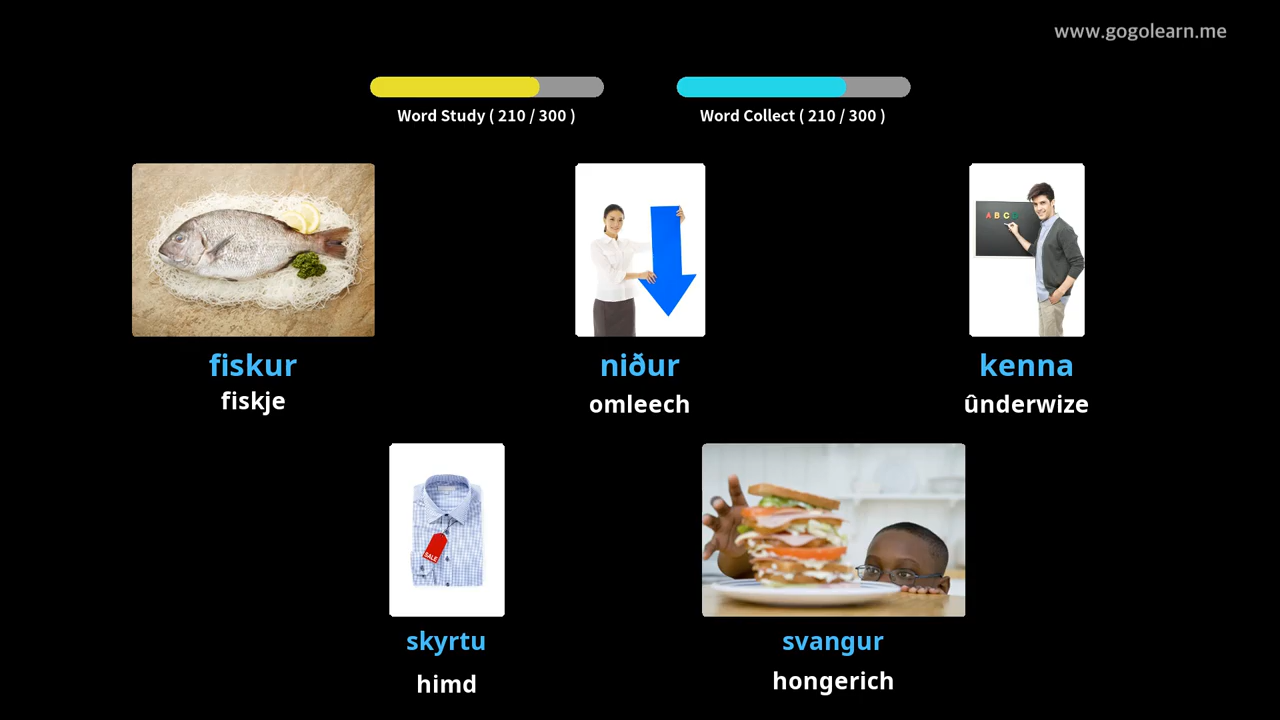 www.gogolearn.me
Word Study ( 210 / 300 )
Word Collect ( 210 / 300 )
A B C D
fiskur
niður
kenna
fiskje
omleech
ûnderwize
SALE
skyrtu
svangur
himd
hongerich